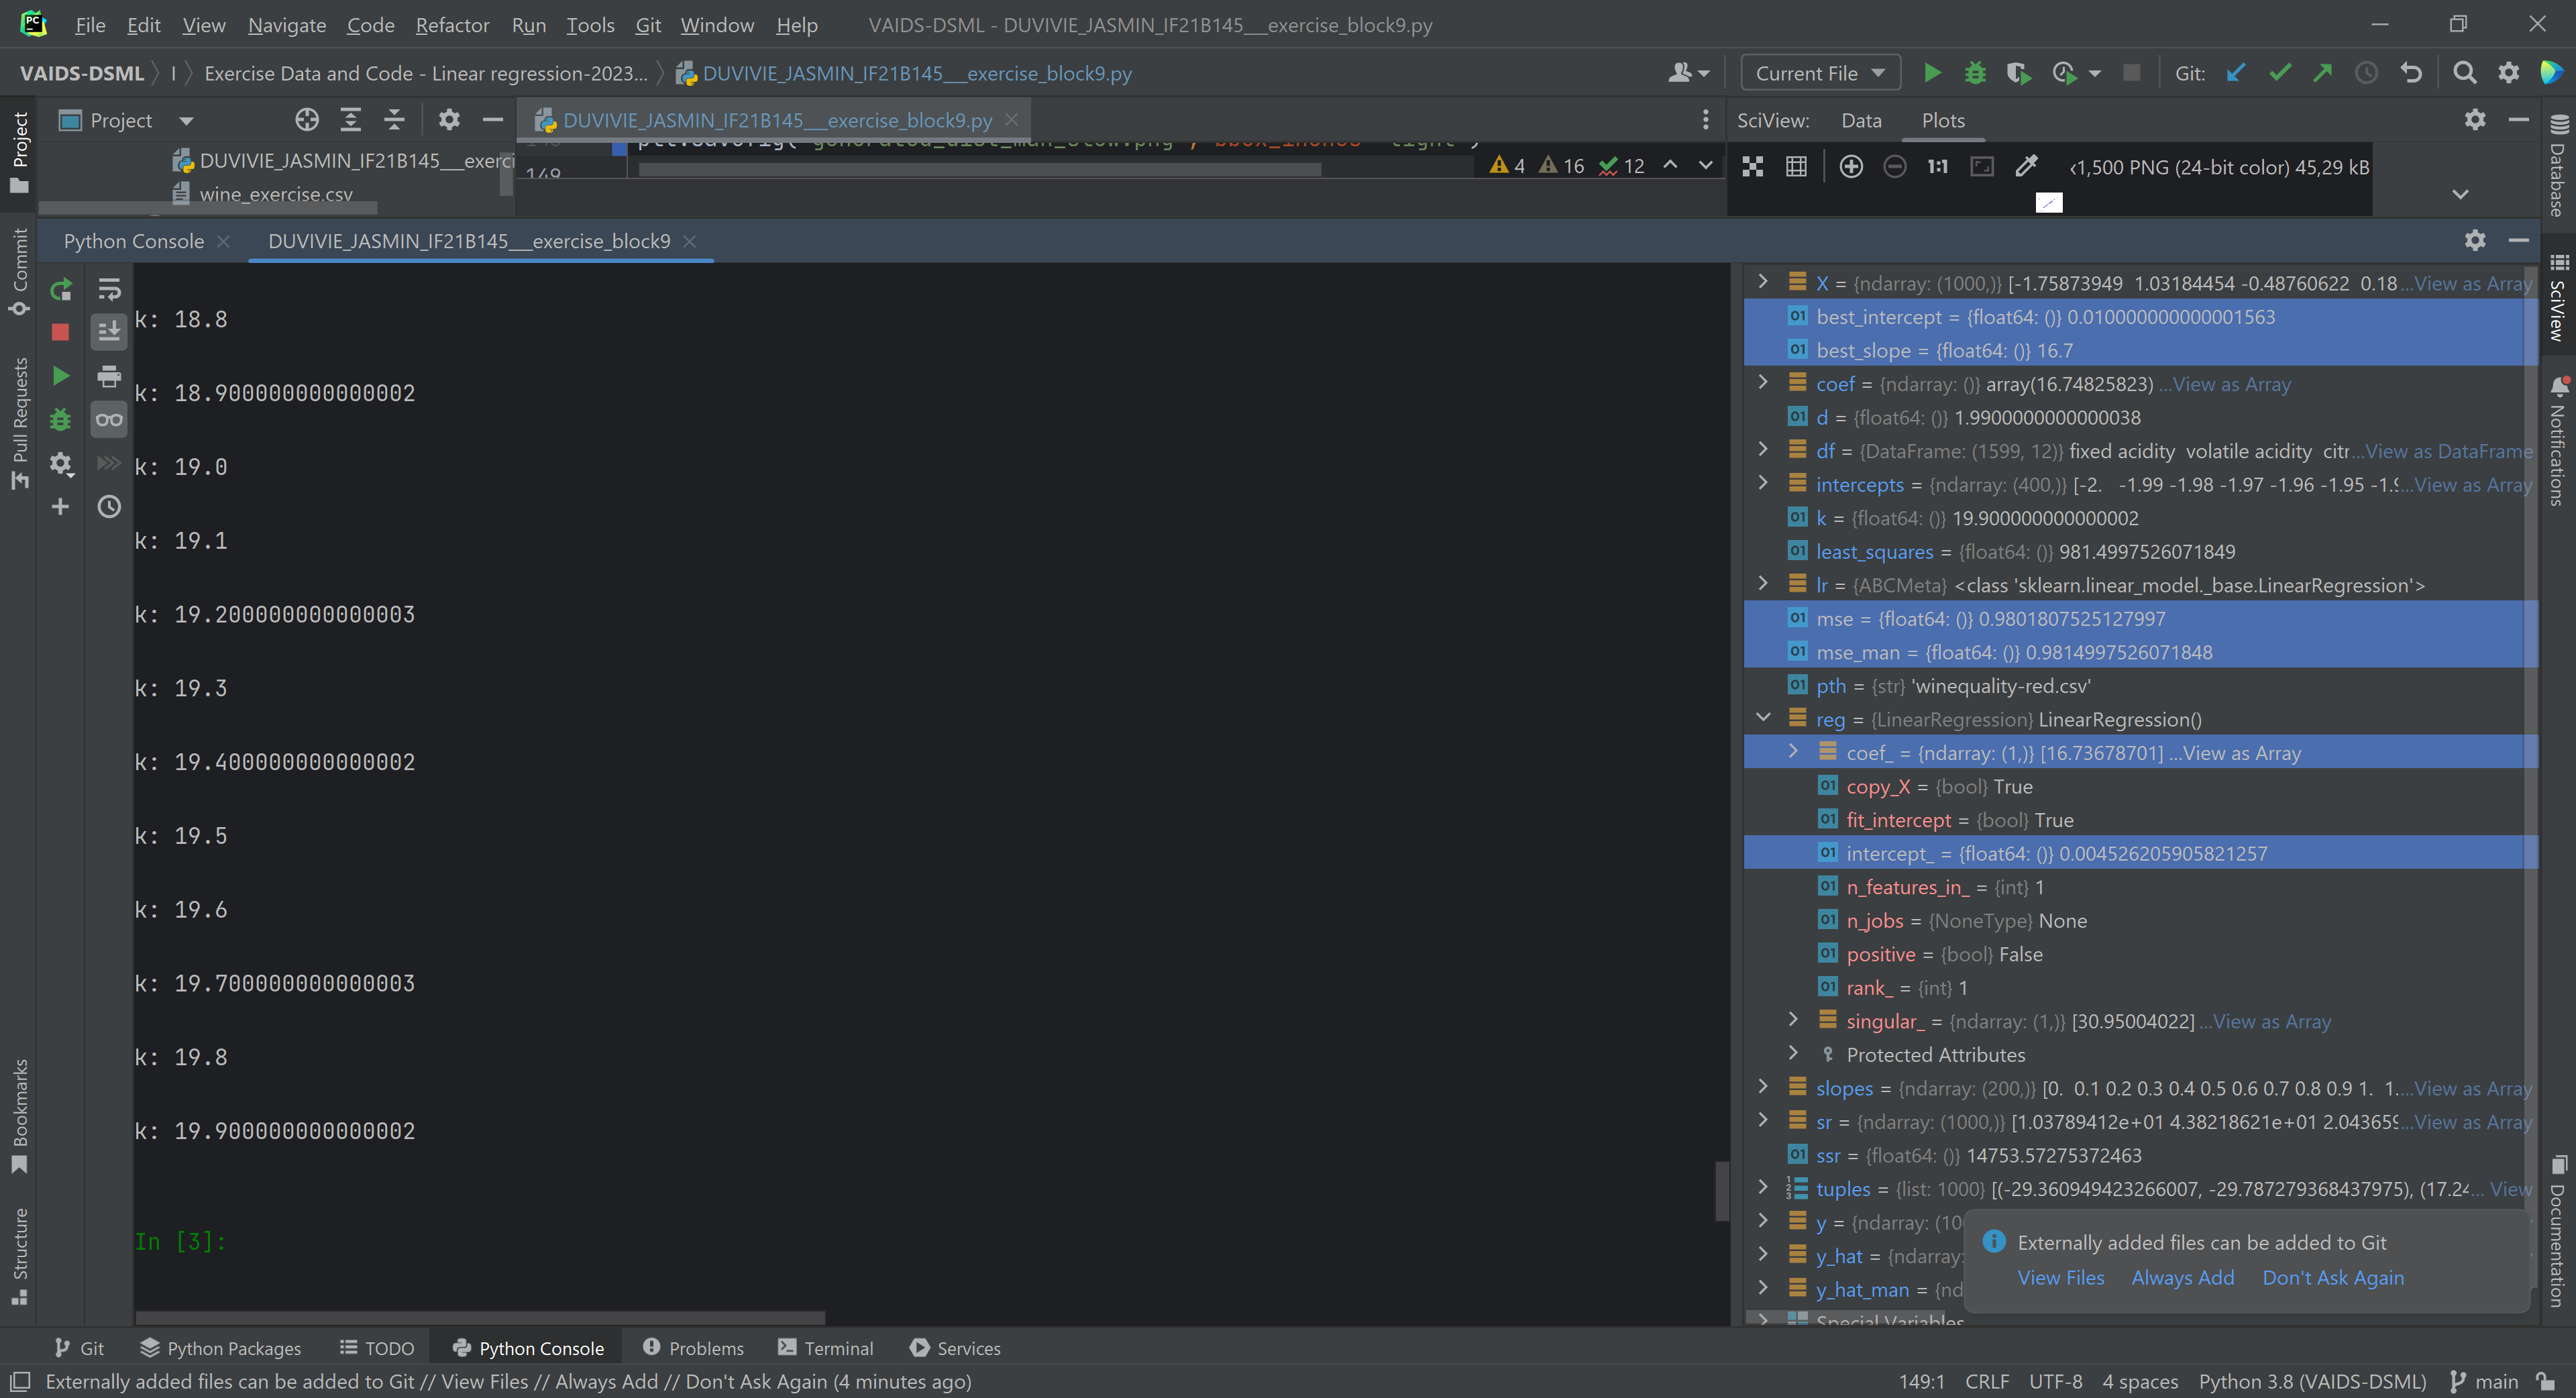 PC File Edit View Navigate Code Refactor Run Tools Git Window Help VAIDS-DSML - DUVIVIE_JASMIN_IF21B145___exercise_block9.py
VAIDS-DSML I Exercise Data and Code - Linear regression-2023... DUVIVIE_JASMIN_IF21B145___exercise_block9.py Current File Git:
Project DUVIVIE_JASMIN_IF21B145___exercise_block9.py SciView: Data Plots
DUVIVIE_JASMIN_IF21B145___exerci
149 4 16 12 1:1 ‹1,500 PNG (24-bit color) 45,29 kB
wine_exercise.csv
Python Console DUVIVIE_JASMIN_IF21B145___exercise_block9
k: 18.8
k: 18.900000000000002
k: 19.0
k: 19.1
k: 19.200000000000003
k: 19.3
k: 19.400000000000002
k: 19.5
k: 19.6
k: 19.700000000000003
k: 19.8
k: 19.900000000000002
In [3]:
X = {ndarray: (1000,)} [-1.75873949 1.03184454 -0.48760622 0.18 ...View as Array
best_intercept = {float64: ()} 0.010000000000001563
best_slope = {float64: ()} 16.7
coef = {ndarray: ()} array(16.74825823) ...View as Array
d = {float64: ()} 1.9900000000000038
df = {DataFrame: (1599, 12)} fixed acidity volatile acidity citr...View as DataFrame
intercepts = {ndarray: (400,)} [-2. -1.99 -1.98 -1.97 -1.96 -1.95 -1.9...View as Array
k = {float64: ()} 19.900000000000002
least_squares = {float64: ()} 981.4997526071849
lr = {ABCMeta} <class 'sklearn.linear_model._base.LinearRegression'>
mse = {float64: ()} 0.9801807525127997
mse_man = {float64: ()} 0.9814997526071848
pth = {str} 'winequality-red.csv'
reg = {LinearRegression} LinearRegression()
coef_ = {ndarray: (1,)} [16.73678701] ...View as Array
copy_X = {bool} True
fit_intercept = {bool} True
intercept_ = {float64: ()} 0.004526205905821257
n_features_in_ = {int} 1
n_jobs = {NoneType} None
positive = {bool} False
rank_ = {int} 1
singular_ = {ndarray: (1,)} [30.95004022] ...View as Array
Protected Attributes
slopes = {ndarray: (200,)} [0. 0.1 0.2 0.3 0.4 0.5 0.6 0.7 0.8 0.9 1. 1....View as Array
sr = {ndarray: (1000,)} [1.03789412e+01 4.38218621e+01 2.043659...View as Array
ssr = {float64: ()} 14753.57275372463
tuples = {list: 1000} [(-29.360949423266007, -29.787279368437975), (17.24... View
y = {ndarray: (10
y_hat = {ndarray:
y_hat_man = {nd
Special Variables
Externally added files can be added to Git
View Files Always Add Don't Ask Again
Project
Commit
Pull Requests
Bookmarks
Structure
Database
SciView
Notifications
Documentation
Git Python Packages TODO Python Console Problems Terminal Services
Externally added files can be added to Git // View Files // Always Add // Don't Ask Again (4 minutes ago) 149:1 CRLF UTF-8 4 spaces Python 3.8 (VAIDS-DSML) main